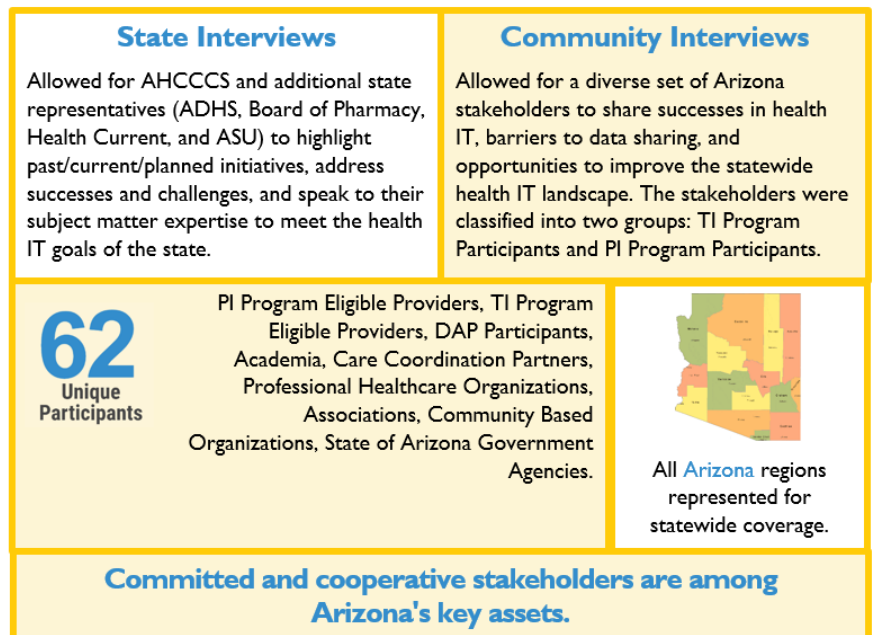 State Interviews
Allowed for AHCCCS and additional state
representatives (ADHS, Board of Pharmacy,
Health Current, and ASU) to highlight
past/current/planned initiatives, address
successes and challenges, and speak to their
subject matter expertise to meet the health
IT goals of the state.
Community Interviews
Allowed for a diverse set of Arizona
stakeholders to share successes in health
IT, barriers to data sharing, and
opportunities to improve the statewide
health IT landscape. The stakeholders were
classified into two groups: TI Program
Participants and PI Program Participants.
62
Unique
Participants
PI Program Eligible Providers, TI Program
Eligible Providers, DAP Participants,
Academia, Care Coordination Partners,
Professional Healthcare Organizations,
Associations, Community Based
Organizations, State of Arizona Government
Agencies.
All Arizona regions
represented for
statewide coverage.
Committed and cooperative stakeholders are among
Arizona's key assets.